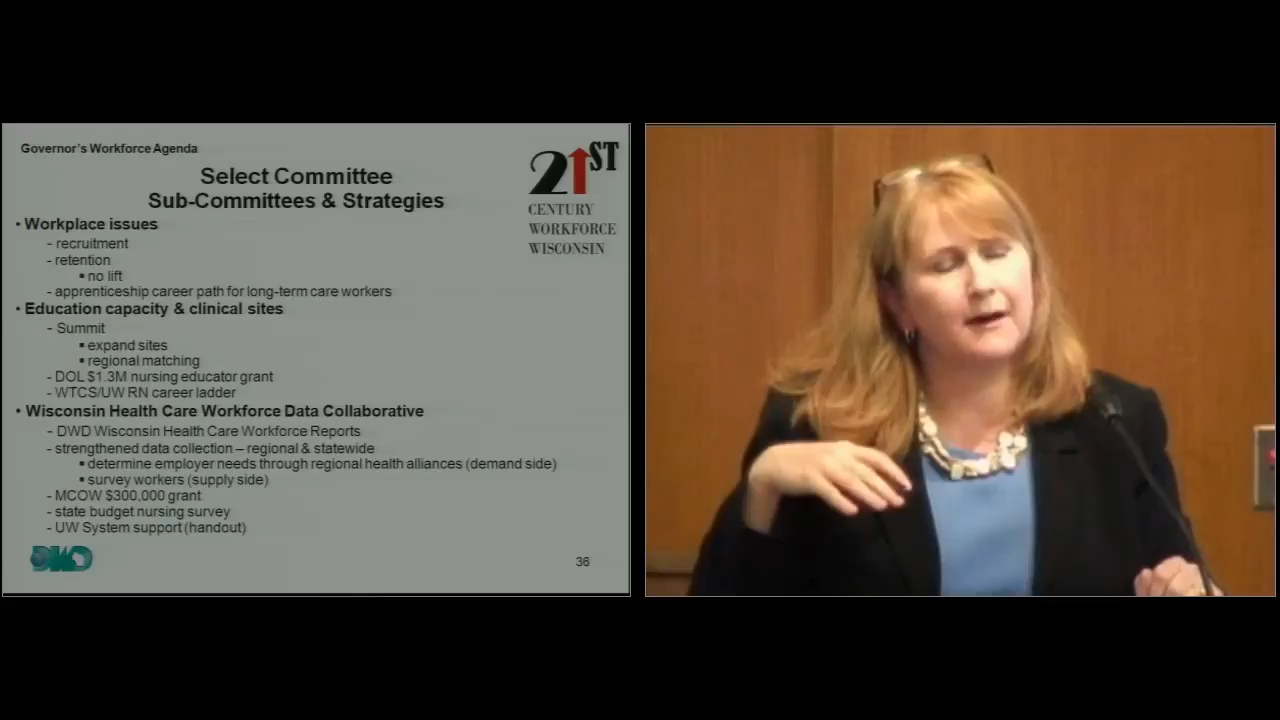 Governor's Workforce Agenda
Select Committee
Sub-Committees & Strategies
21ST
CENTURY
WORKFORCE
WISCONSIN
• Workplace issues
- recruitment
- retention
▪ no lift
- apprenticeship career path for long-term care workers
• Education capacity & clinical sites
- Summit
▪ expand sites
▪ regional matching
- DOL $1.3M nursing educator grant
- WTCS/UW RN career ladder
• Wisconsin Health Care Workforce Data Collaborative
- DWD Wisconsin Health Care Workforce Reports
- strengthened data collection – regional & statewide
▪ determine employer needs through regional health alliances (demand side)
▪ survey workers (supply side)
- MCOW $300,000 grant
- state budget nursing survey
- UW System support (handout)
DWD
36